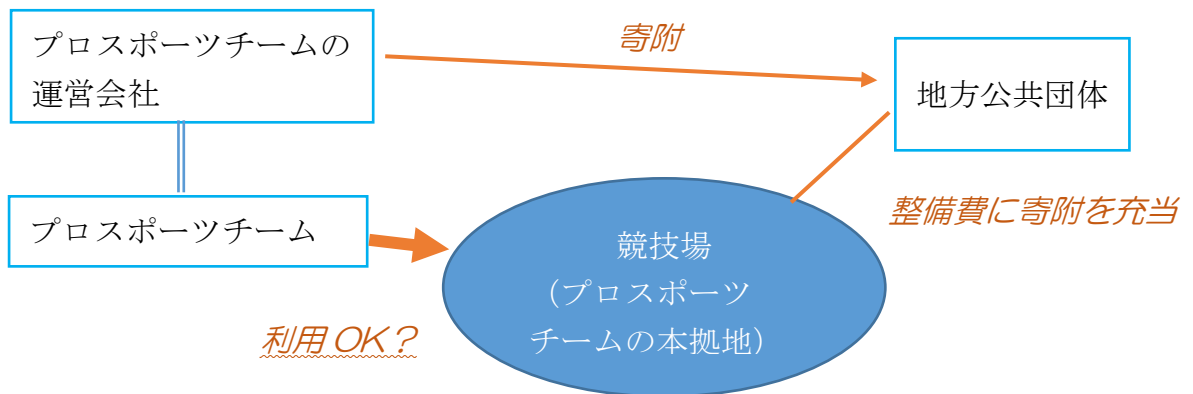 プロスポーツチームの
運営会社
寄附
地方公共団体
プロスポーツチーム
整備費に寄附を充当
競技場
（プロスポーツ
チームの本拠地）
利用 OK？